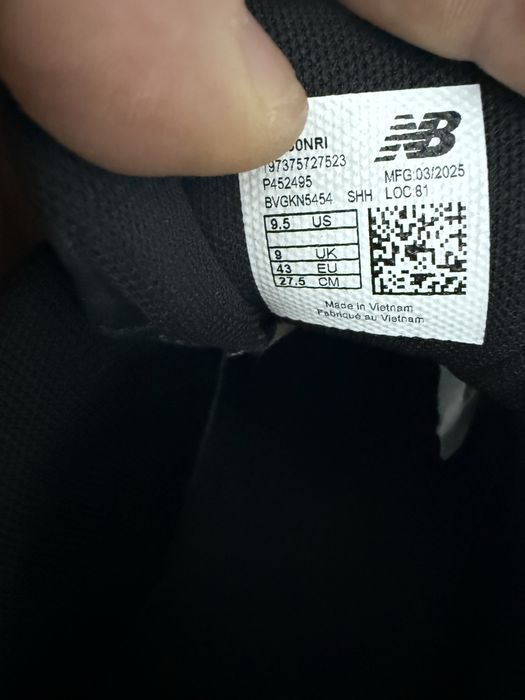 NB
197375727523
P452495
MFG:03/2025
BVGKN5454 SHH LOC:81
9.5 US
9 UK
43 EU
27.5 CM
Made in Vietnam
Fabriqué au Vietnam